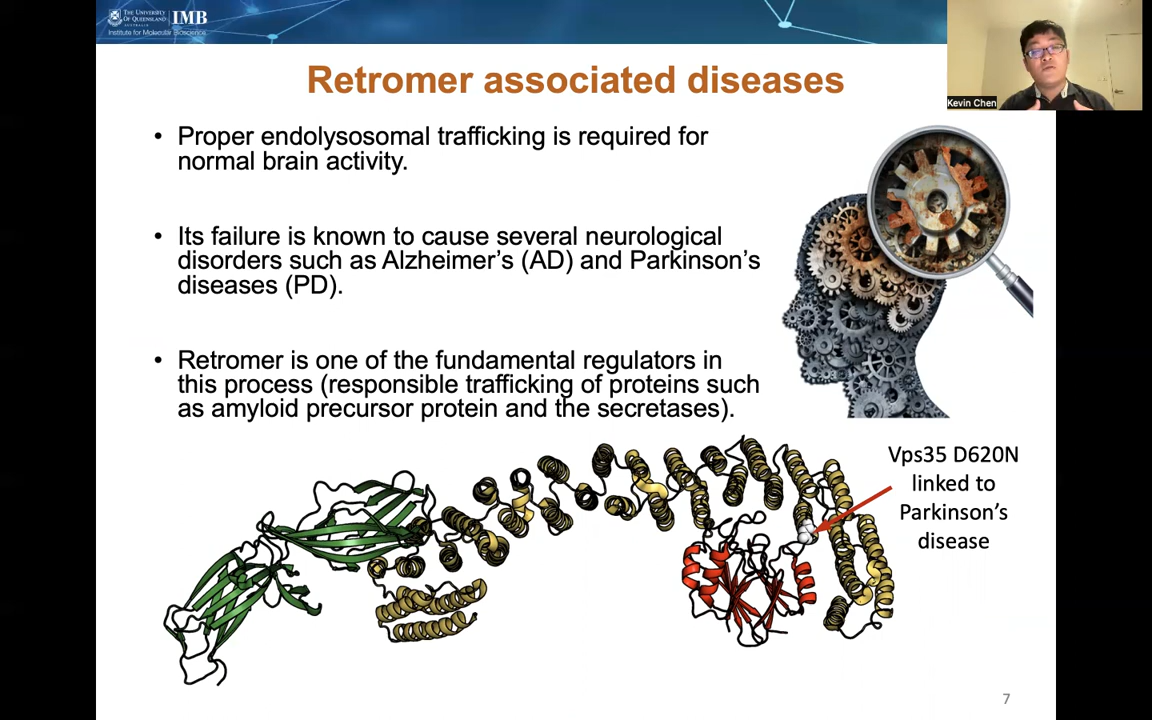 THE UNIVERSITY
OF QUEENSLAND
AUSTRALIA
IMB
Institute for Molecular Bioscience
Retromer associated diseases
Kevin Chen
• Proper endolysosomal trafficking is required for
normal brain activity.
• Its failure is known to cause several neurological
disorders such as Alzheimer's (AD) and Parkinson's
diseases (PD).
• Retromer is one of the fundamental regulators in
this process (responsible trafficking of proteins such
as amyloid precursor protein and the secretases).
Vps35 D620N
linked to
Parkinson's
disease
7